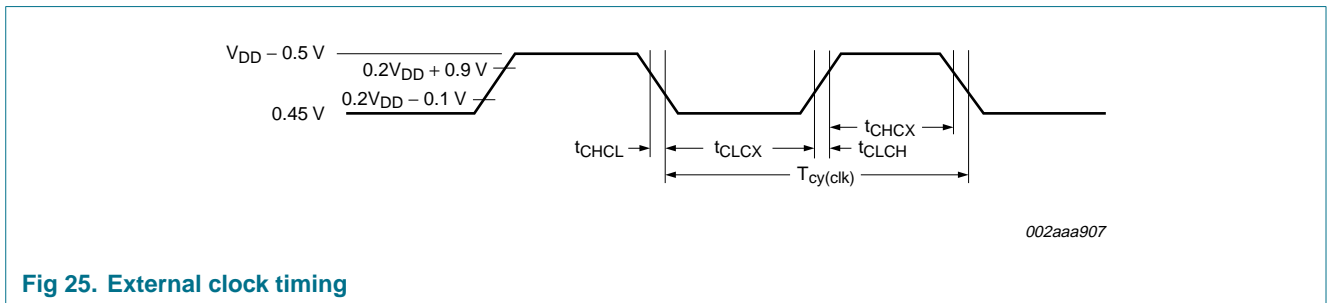 V_DD − 0.5 V
0.2V_DD + 0.9 V
0.2V_DD − 0.1 V
0.45 V
t_CHCX
t_CHCL
t_CLCX
t_CLCH
T_cy(clk)
002aaa907
Fig 25. External clock timing